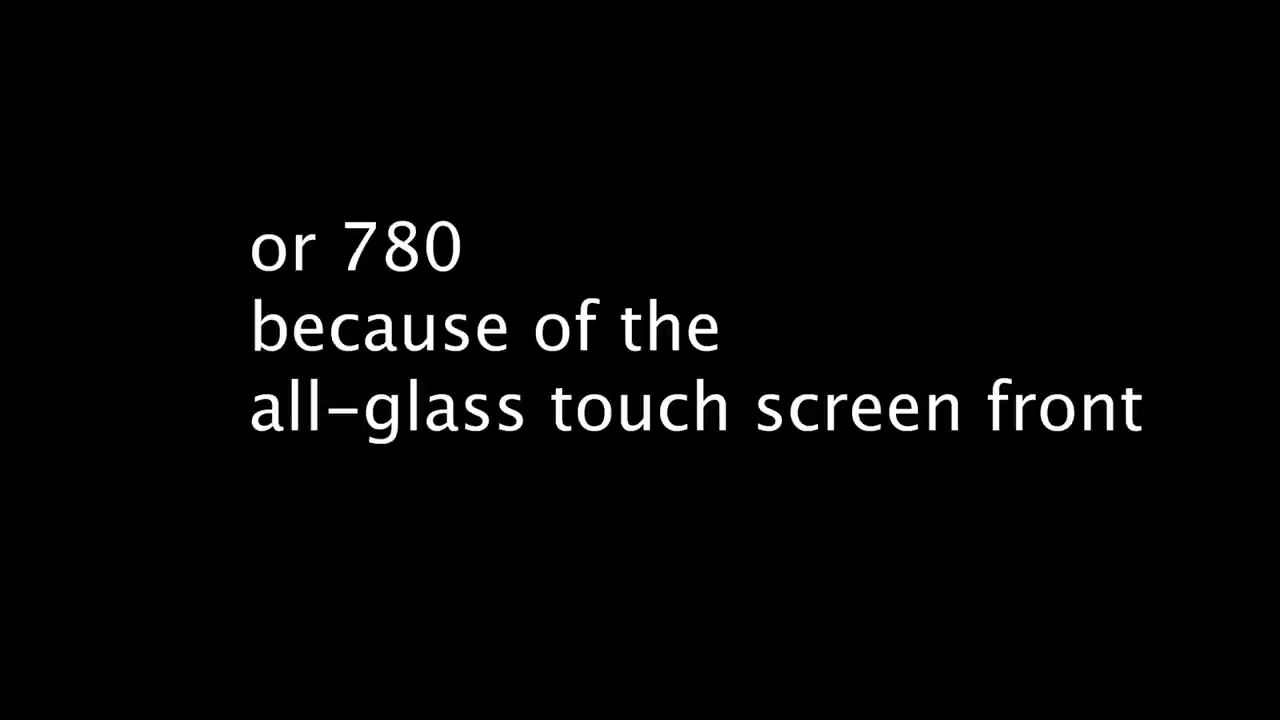 or 780
because of the
all-glass touch screen front